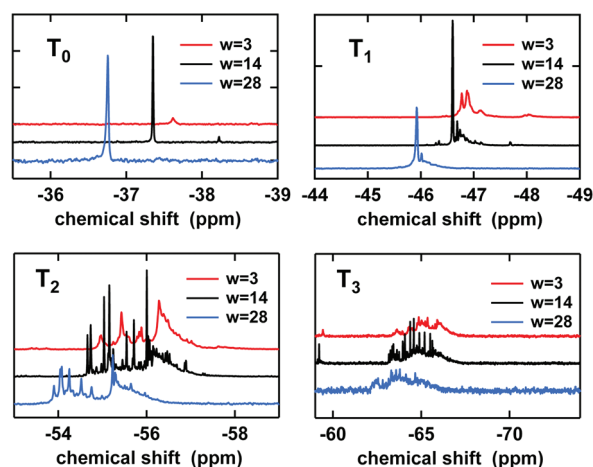 T0
w=3
w=14
w=28
-36 -37 -38 -39
chemical shift (ppm)
T1
w=3
w=14
w=28
-44 -45 -46 -47 -48 -49
chemical shift (ppm)
T2
w=3
w=14
w=28
-54 -56 -58
chemical shift (ppm)
T3
w=3
w=14
w=28
-60 -65 -70
chemical shift (ppm)